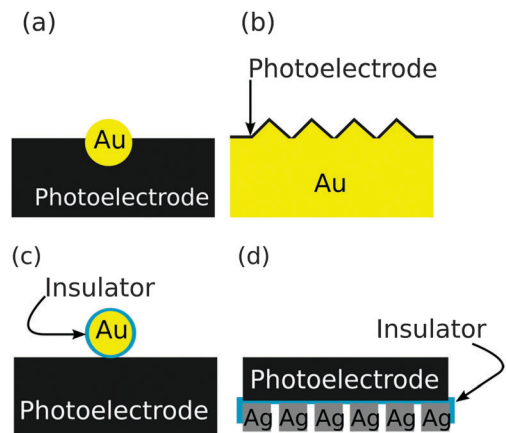 (a)
Au
Photoelectrode
(b)
Photoelectrode
Au
(c)
Insulator
Au
Photoelectrode
(d)
Insulator
Photoelectrode
Ag Ag Ag Ag Ag Ag